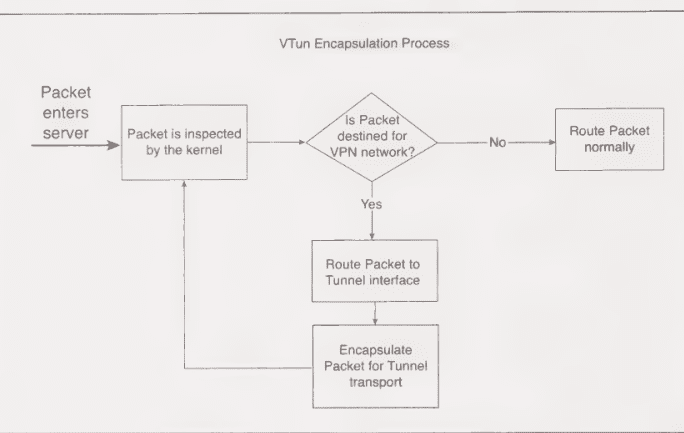 VTun Encapsulation Process
Packet
enters
server
Packet is inspected
by the kernel
Is Packet
destined for
VPN network?
No
Route Packet
normally
Yes
Route Packet to
Tunnel interface
Encapsulate
Packet for Tunnel
transport